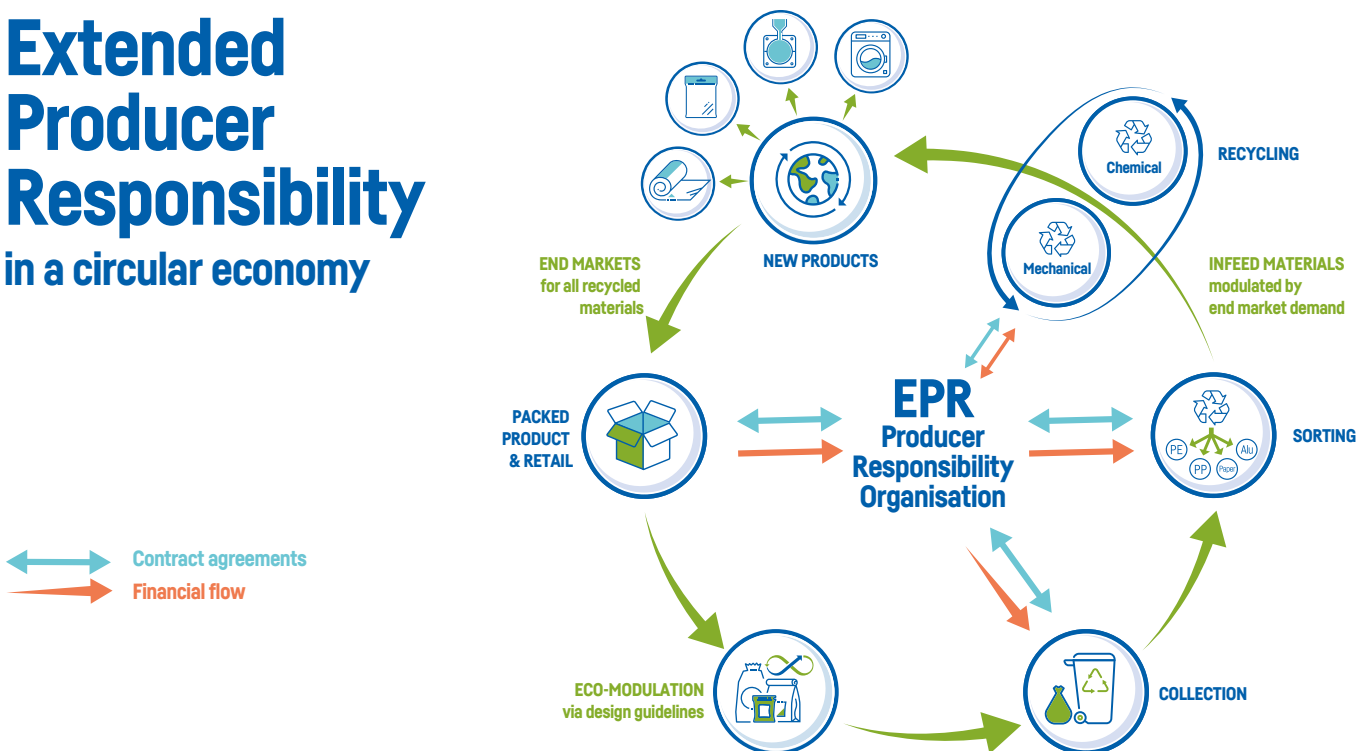 Extended
Producer
Responsibility
in a circular economy
Chemical
RECYCLING
Mechanical
NEW PRODUCTS
END MARKETS
for all recycled
materials
INFEED MATERIALS
modulated by
end market demand
PACKED
PRODUCT
& RETAIL
EPR
Producer
Responsibility
Organisation
PE
PP
Paper
Alu
SORTING
Contract agreements
Financial flow
ECO-MODULATION
via design guidelines
COLLECTION